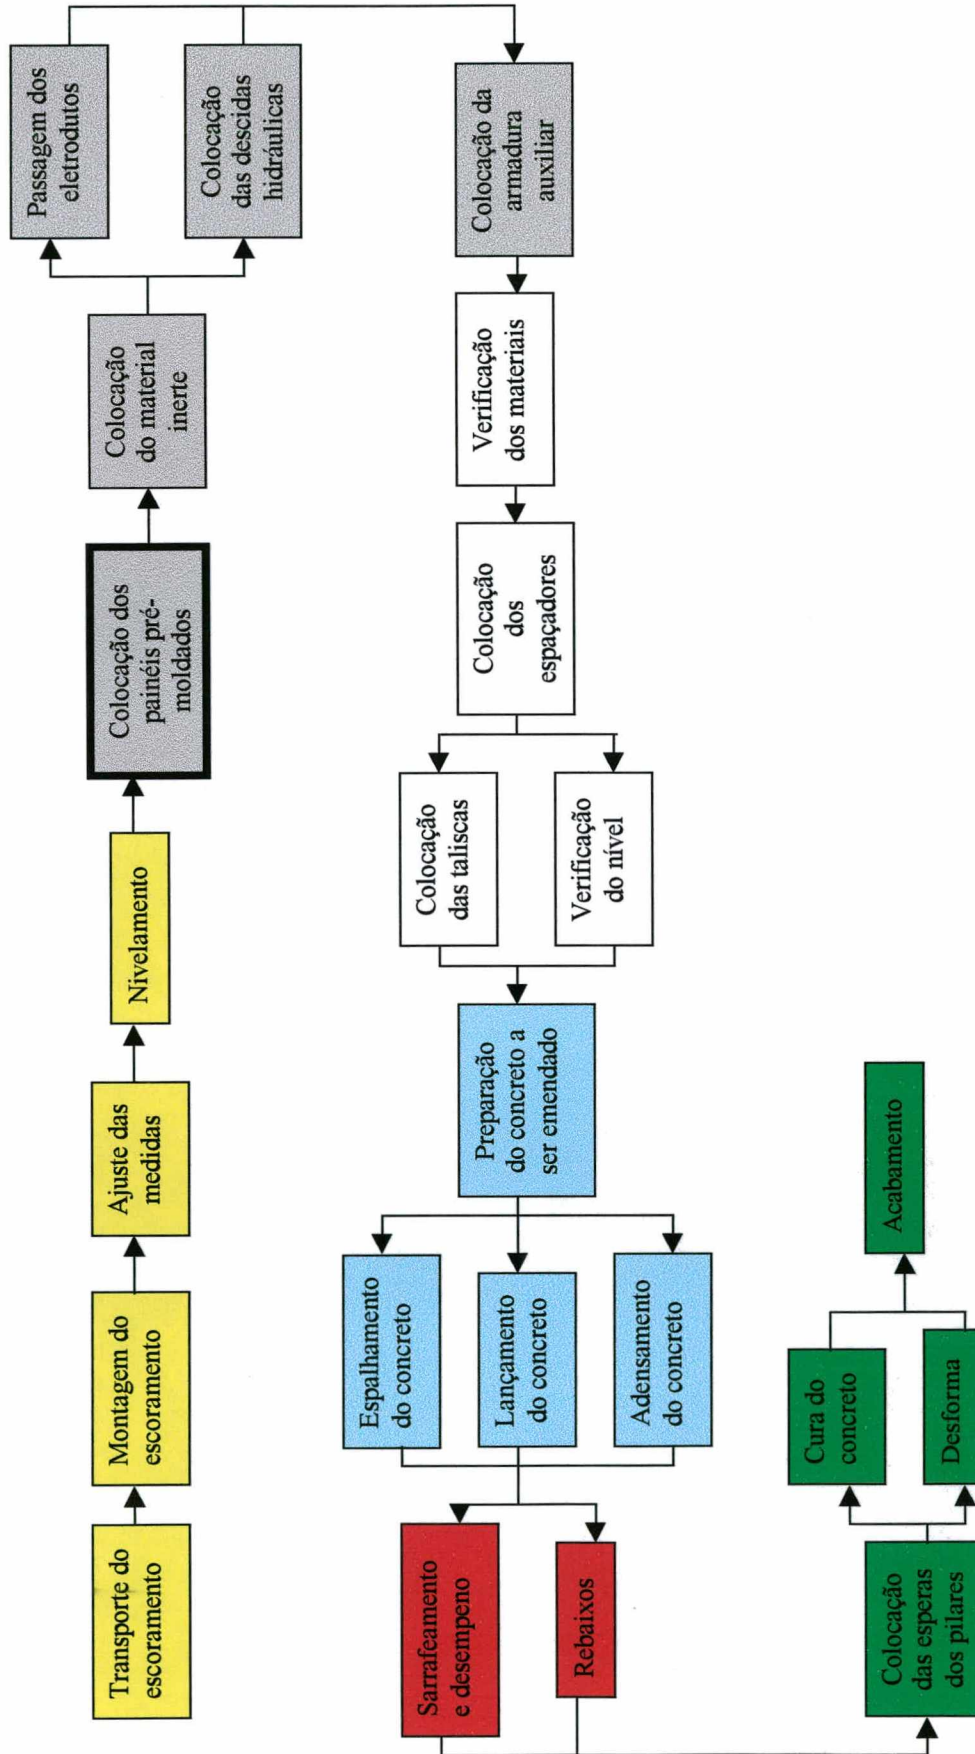 Transporte do
escoramento
Montagem do
escoramento
Ajuste das
medidas
Nivelamento
Colocação dos
painéis pré-
moldados
Colocação
do material
inerte
Passagem dos
eletrodutos
Colocação
das descidas
hidráulicas
Colocação da
armadura
auxiliar
Verificação
dos materiais
Colocação
dos
espaçadores
Colocação
das taliscas
Verificação
do nível
Preparação
do concreto a
ser emendado
Espalhamento
do concreto
Lançamento
do concreto
Adensamento
do concreto
Sarrafeamento
e desempeno
Rebaixos
Colocação
das esperas
dos pilares
Cura do
concreto
Desforma
Acabamento